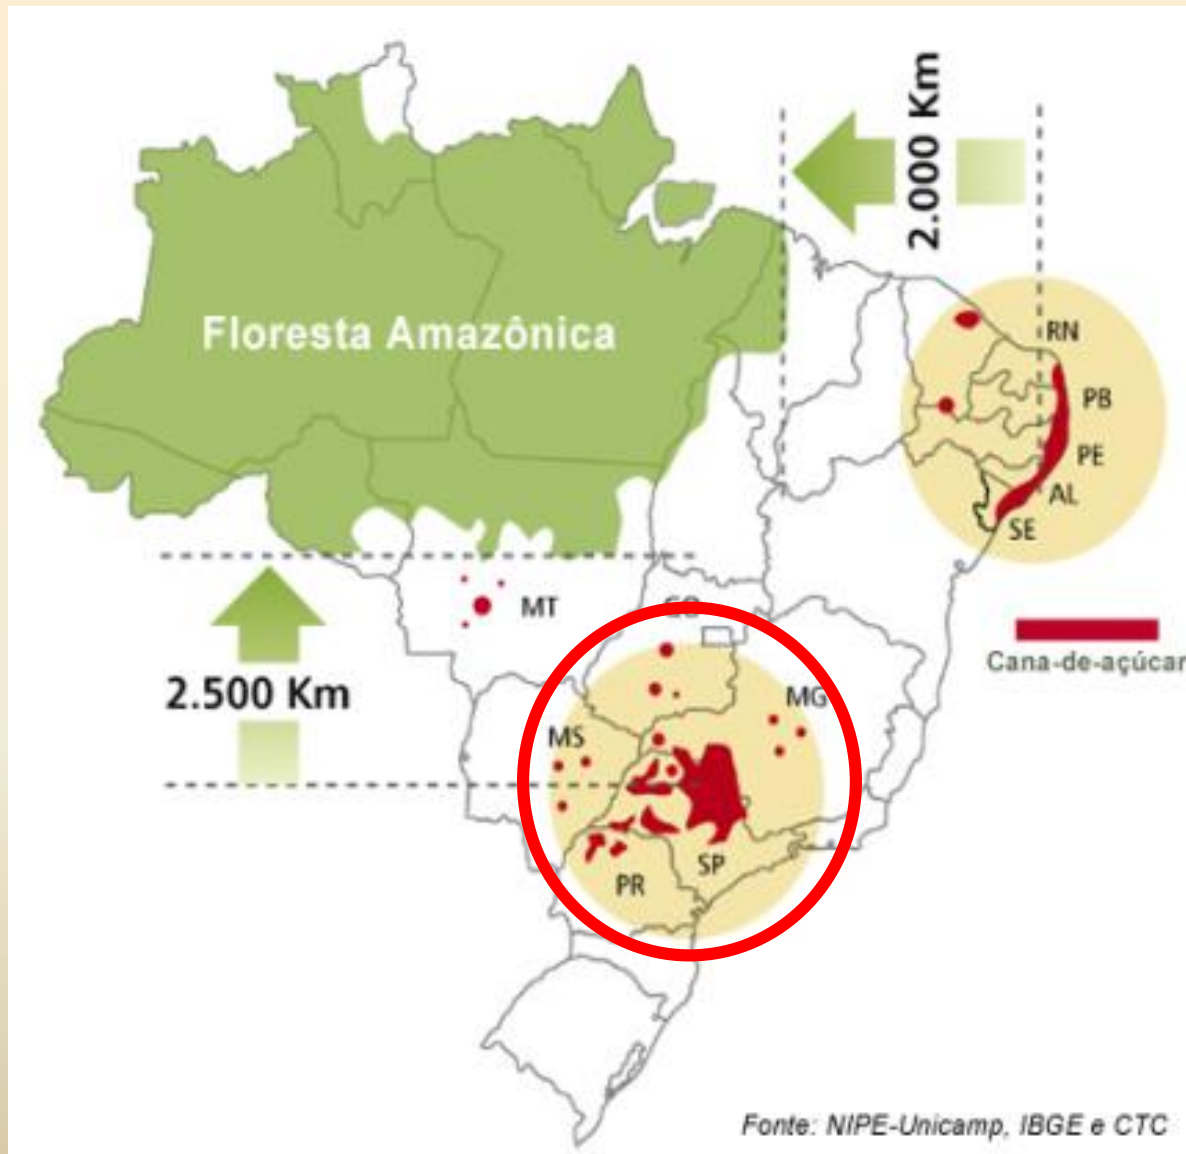 2.000 Km
Floresta Amazônica
RN
PB
PE
AL
SE
MT
GO
2.500 Km
Cana-de-açúcar
MG
MS
SP
PR
Fonte: NIPE-Unicamp, IBGE e CTC